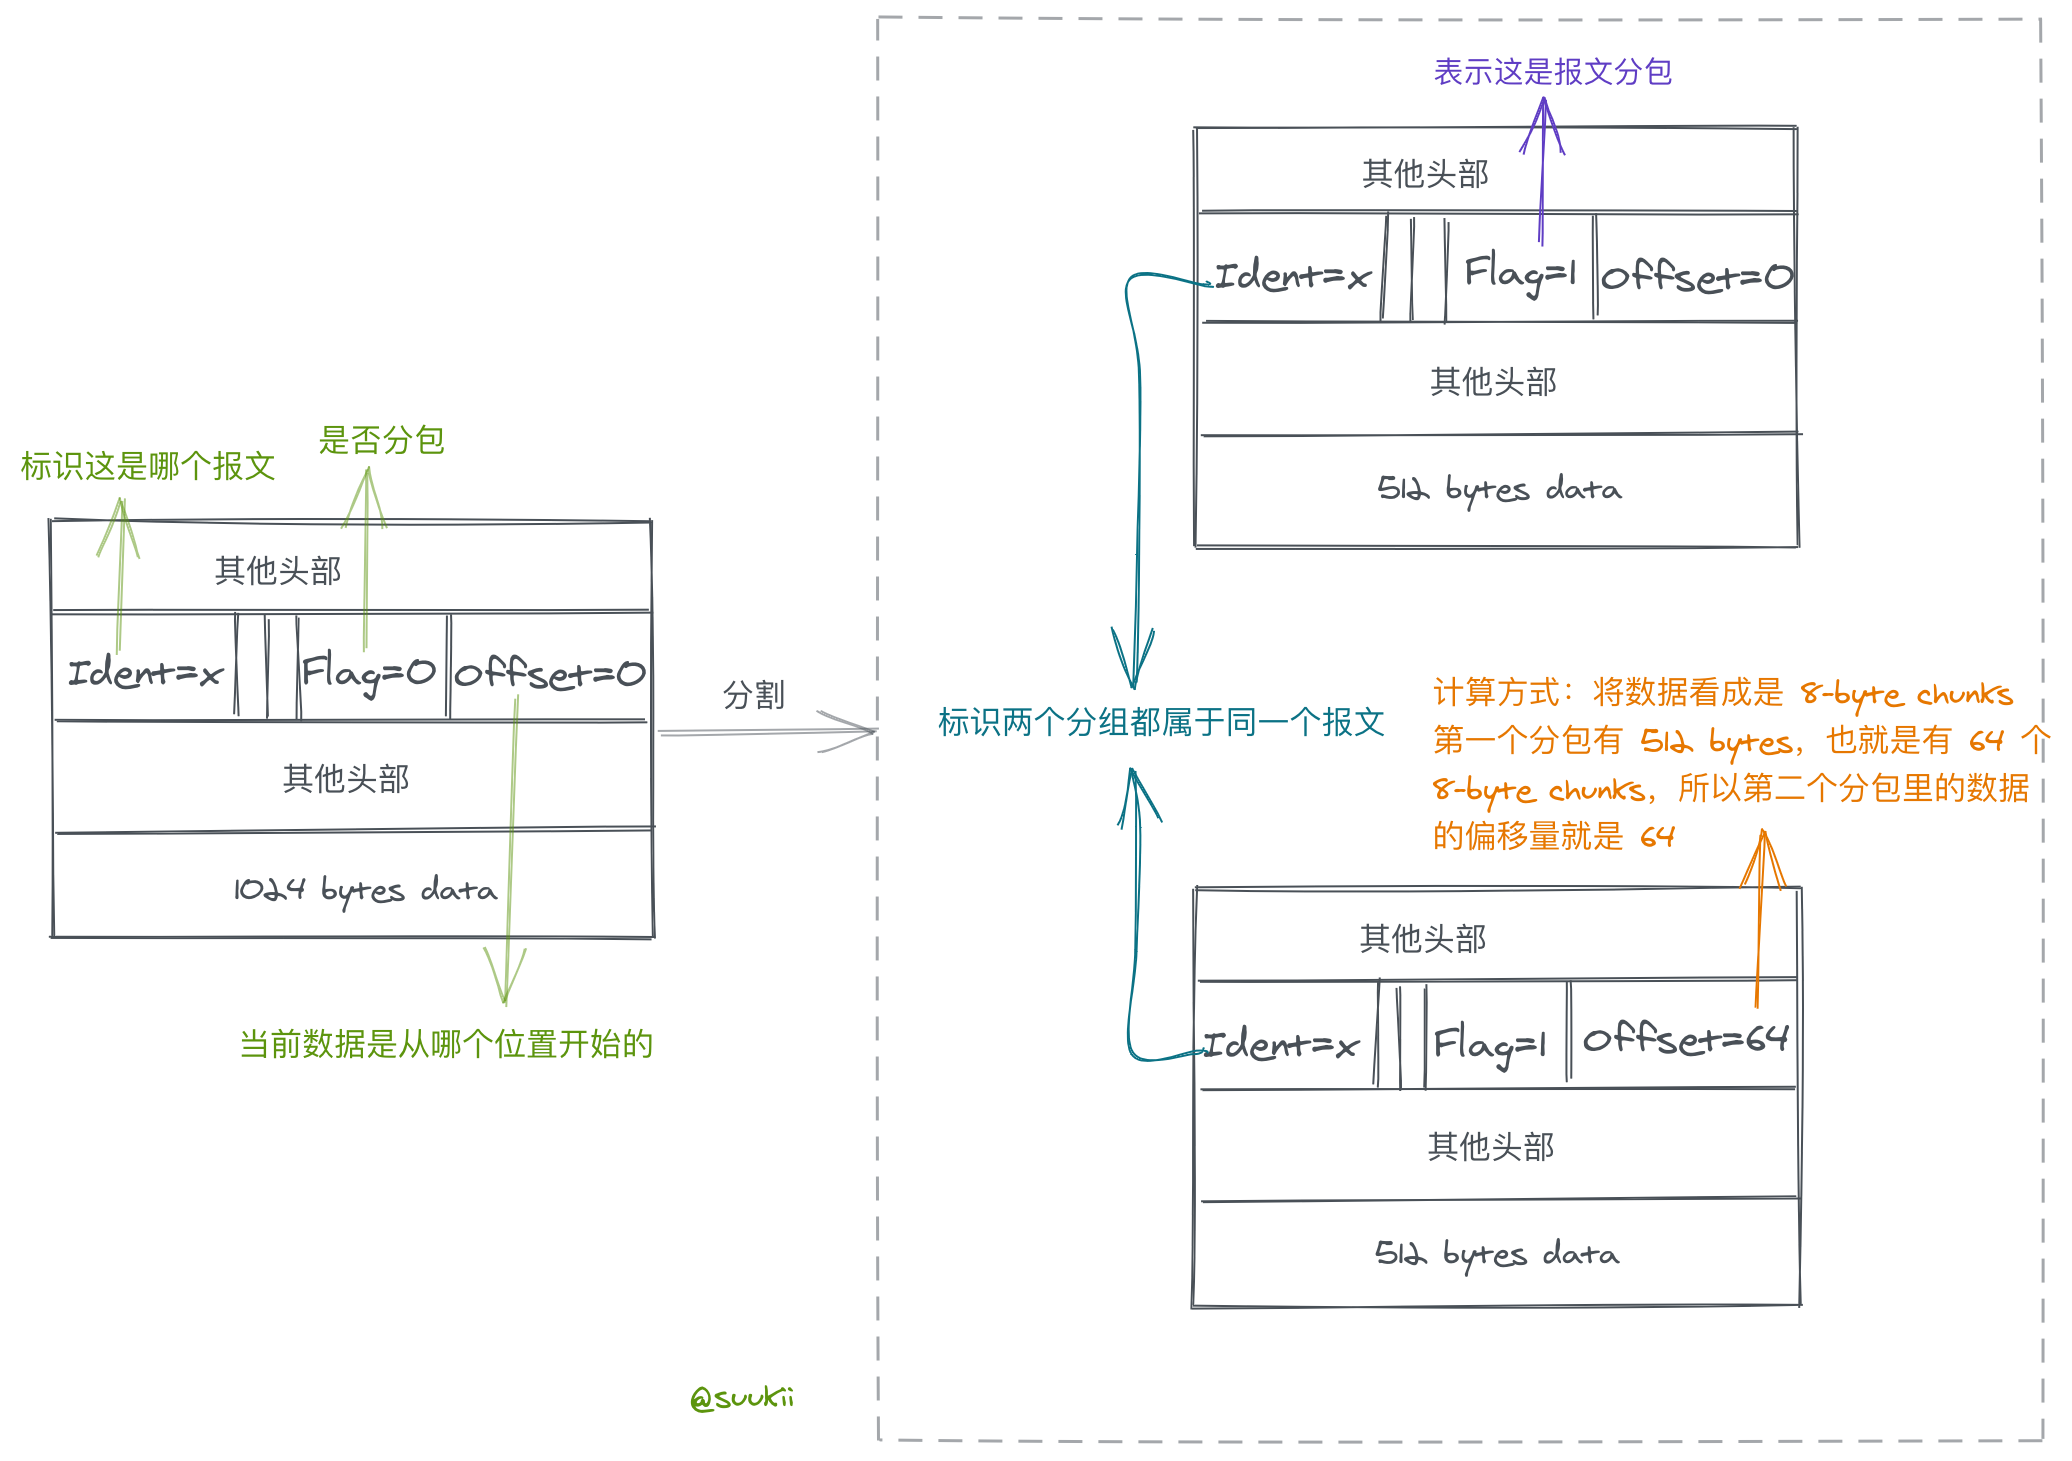 标识这是哪个报文
是否分包
其他头部
Ident=x
Flag=0
offset=0
其他头部
1024 bytes data
当前数据是从哪个位置开始的
分割
表示这是报文分包
其他头部
Ident=x
Flag=1
offset=0
其他头部
512 bytes data
标识两个分组都属于同一个报文
计算方式：将数据看成是 8-byte chunks
第一个分包有 512 bytes，也就是有 64 个
8-byte chunks，所以第二个分包里的数据
的偏移量就是 64
其他头部
Ident=x
Flag=1
offset=64
其他头部
512 bytes data
@suukii